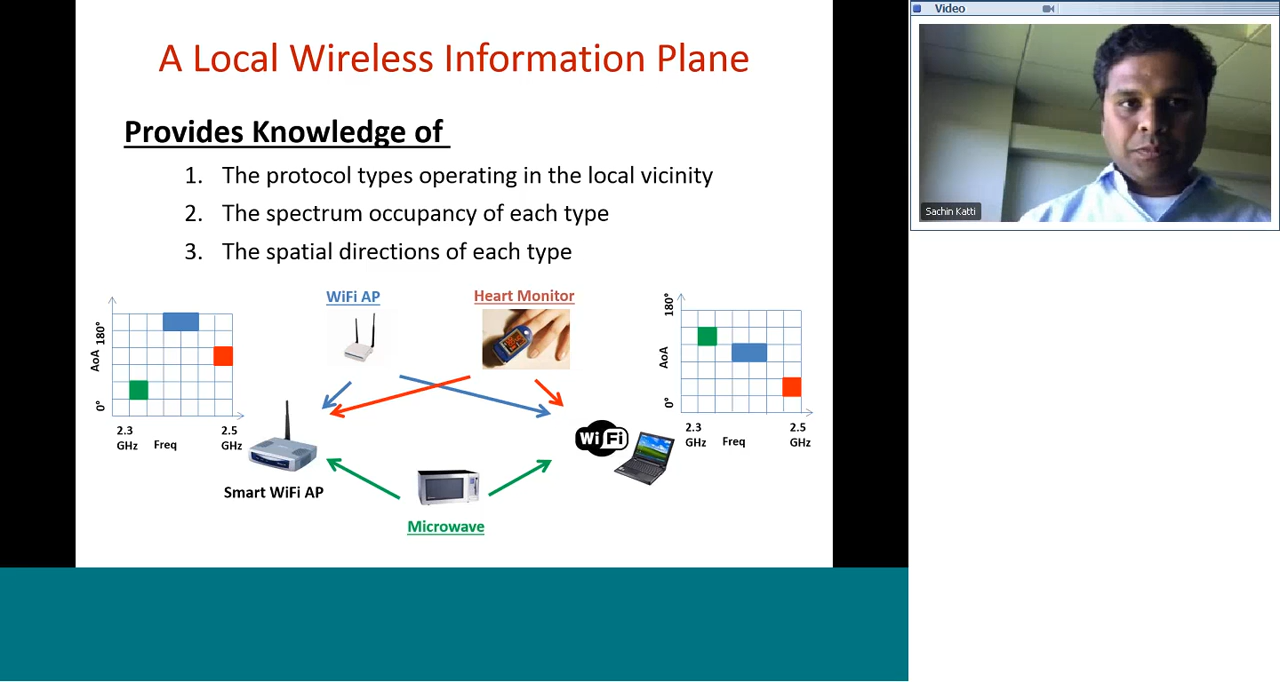 A Local Wireless Information Plane
Provides Knowledge of
1. The protocol types operating in the local vicinity
2. The spectrum occupancy of each type
3. The spatial directions of each type
WiFi AP
Heart Monitor
AoA
180°
0°
2.3
GHz
Freq
2.5
GHz
AoA
180°
0°
2.3
GHz
Freq
2.5
GHz
Wi Fi
Smart WiFi AP
Microwave
Video
Sachin Katti